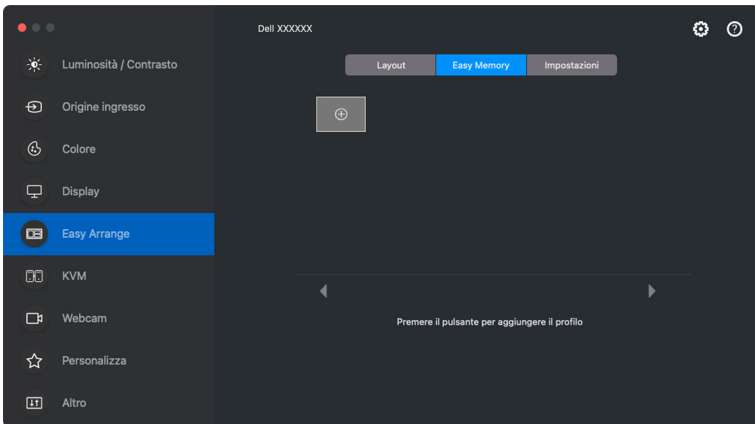 Dell XXXXXX
Luminosità / Contrasto
Origine ingresso
Colore
Display
Easy Arrange
KVM
Webcam
Personalizza
Altro
Layout
Easy Memory
Impostazioni
Premere il pulsante per aggiungere il profilo